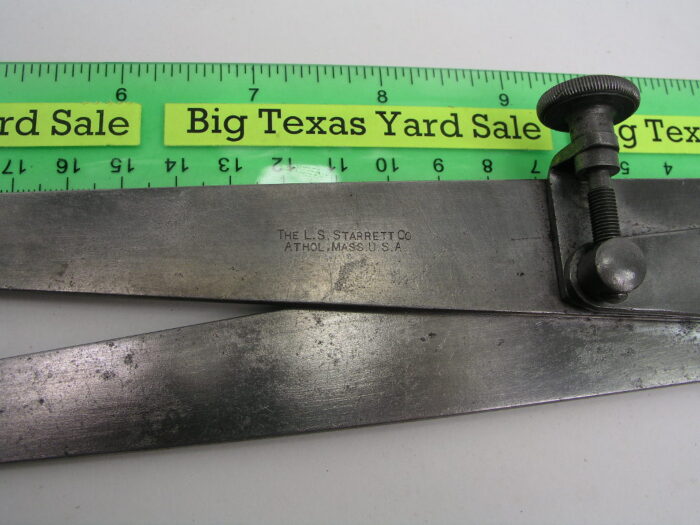 6 7 8 9
rd Sale Big Texas Yard Sale g Tex
17 16 15 14 13 12 11 10 9 8 7 5
THE L.S. STARRETT CO
ATHOL, MASS. U.S.A.